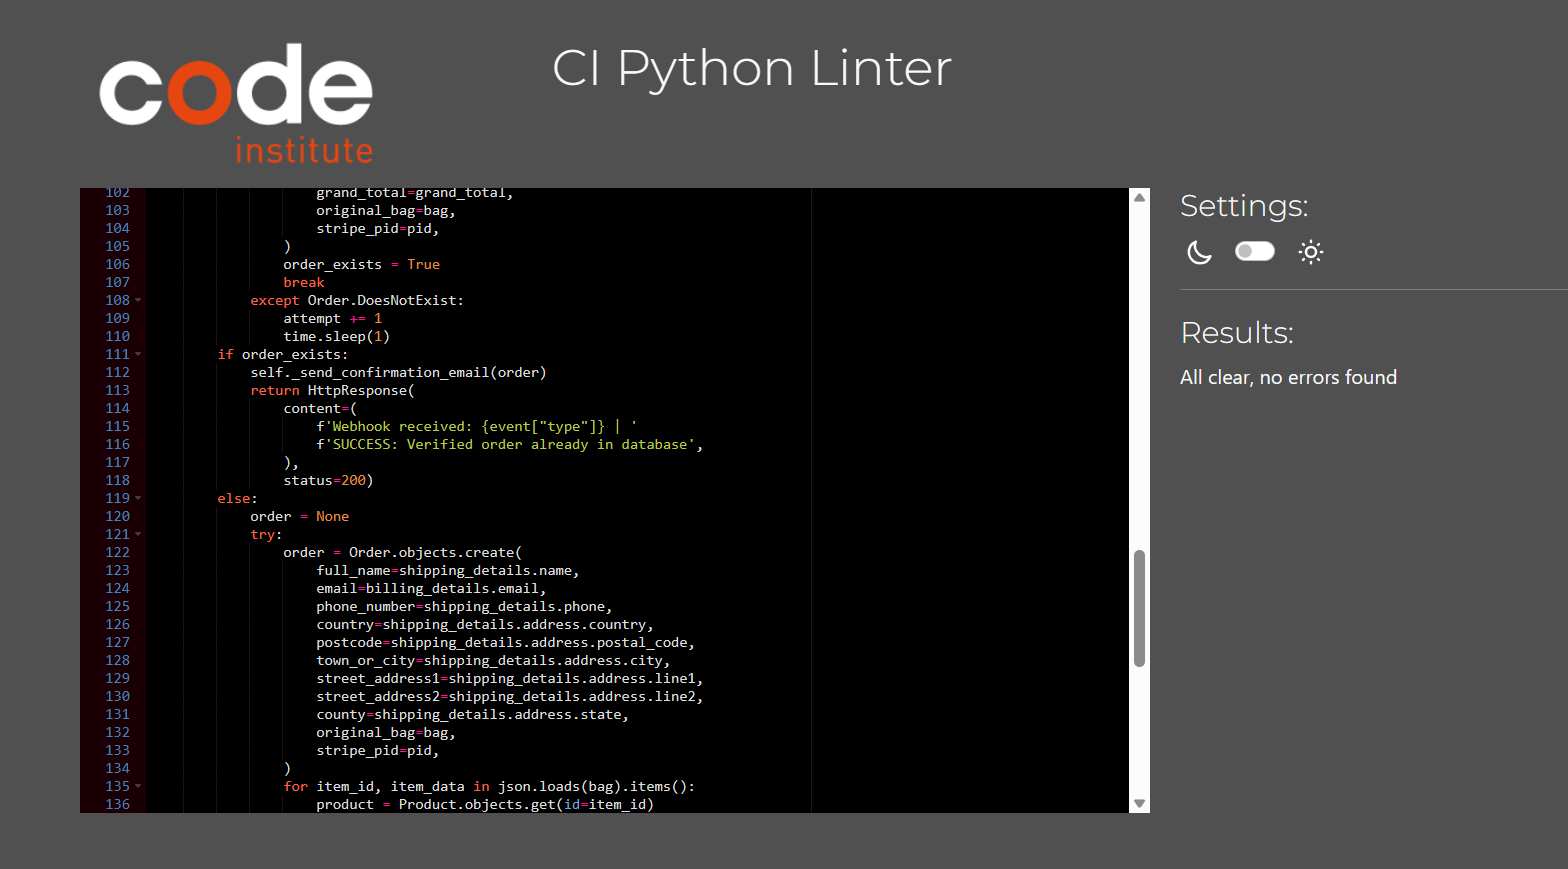 code
institute
CI Python Linter
102 grand_total=grand_total,
103 original_bag=bag,
104 stripe_pid=pid,
105 )
106 order_exists = True
107 break
108 except Order.DoesNotExist:
109 attempt += 1
110 time.sleep(1)
111 if order_exists:
112 self._send_confirmation_email(order)
113 return HttpResponse(
114 content=(
115 f'Webhook received: {event["type"]} | '
116 f'SUCCESS: Verified order already in database',
117 ),
118 status=200)
119 else:
120 order = None
121 try:
122 order = Order.objects.create(
123 full_name=shipping_details.name,
124 email=billing_details.email,
125 phone_number=shipping_details.phone,
126 country=shipping_details.address.country,
127 postcode=shipping_details.address.postal_code,
128 town_or_city=shipping_details.address.city,
129 street_address1=shipping_details.address.line1,
130 street_address2=shipping_details.address.line2,
131 county=shipping_details.address.state,
132 original_bag=bag,
133 stripe_pid=pid,
134 )
135 for item_id, item_data in json.loads(bag).items():
136 product = Product.objects.get(id=item_id)
Settings:
Results:
All clear, no errors found